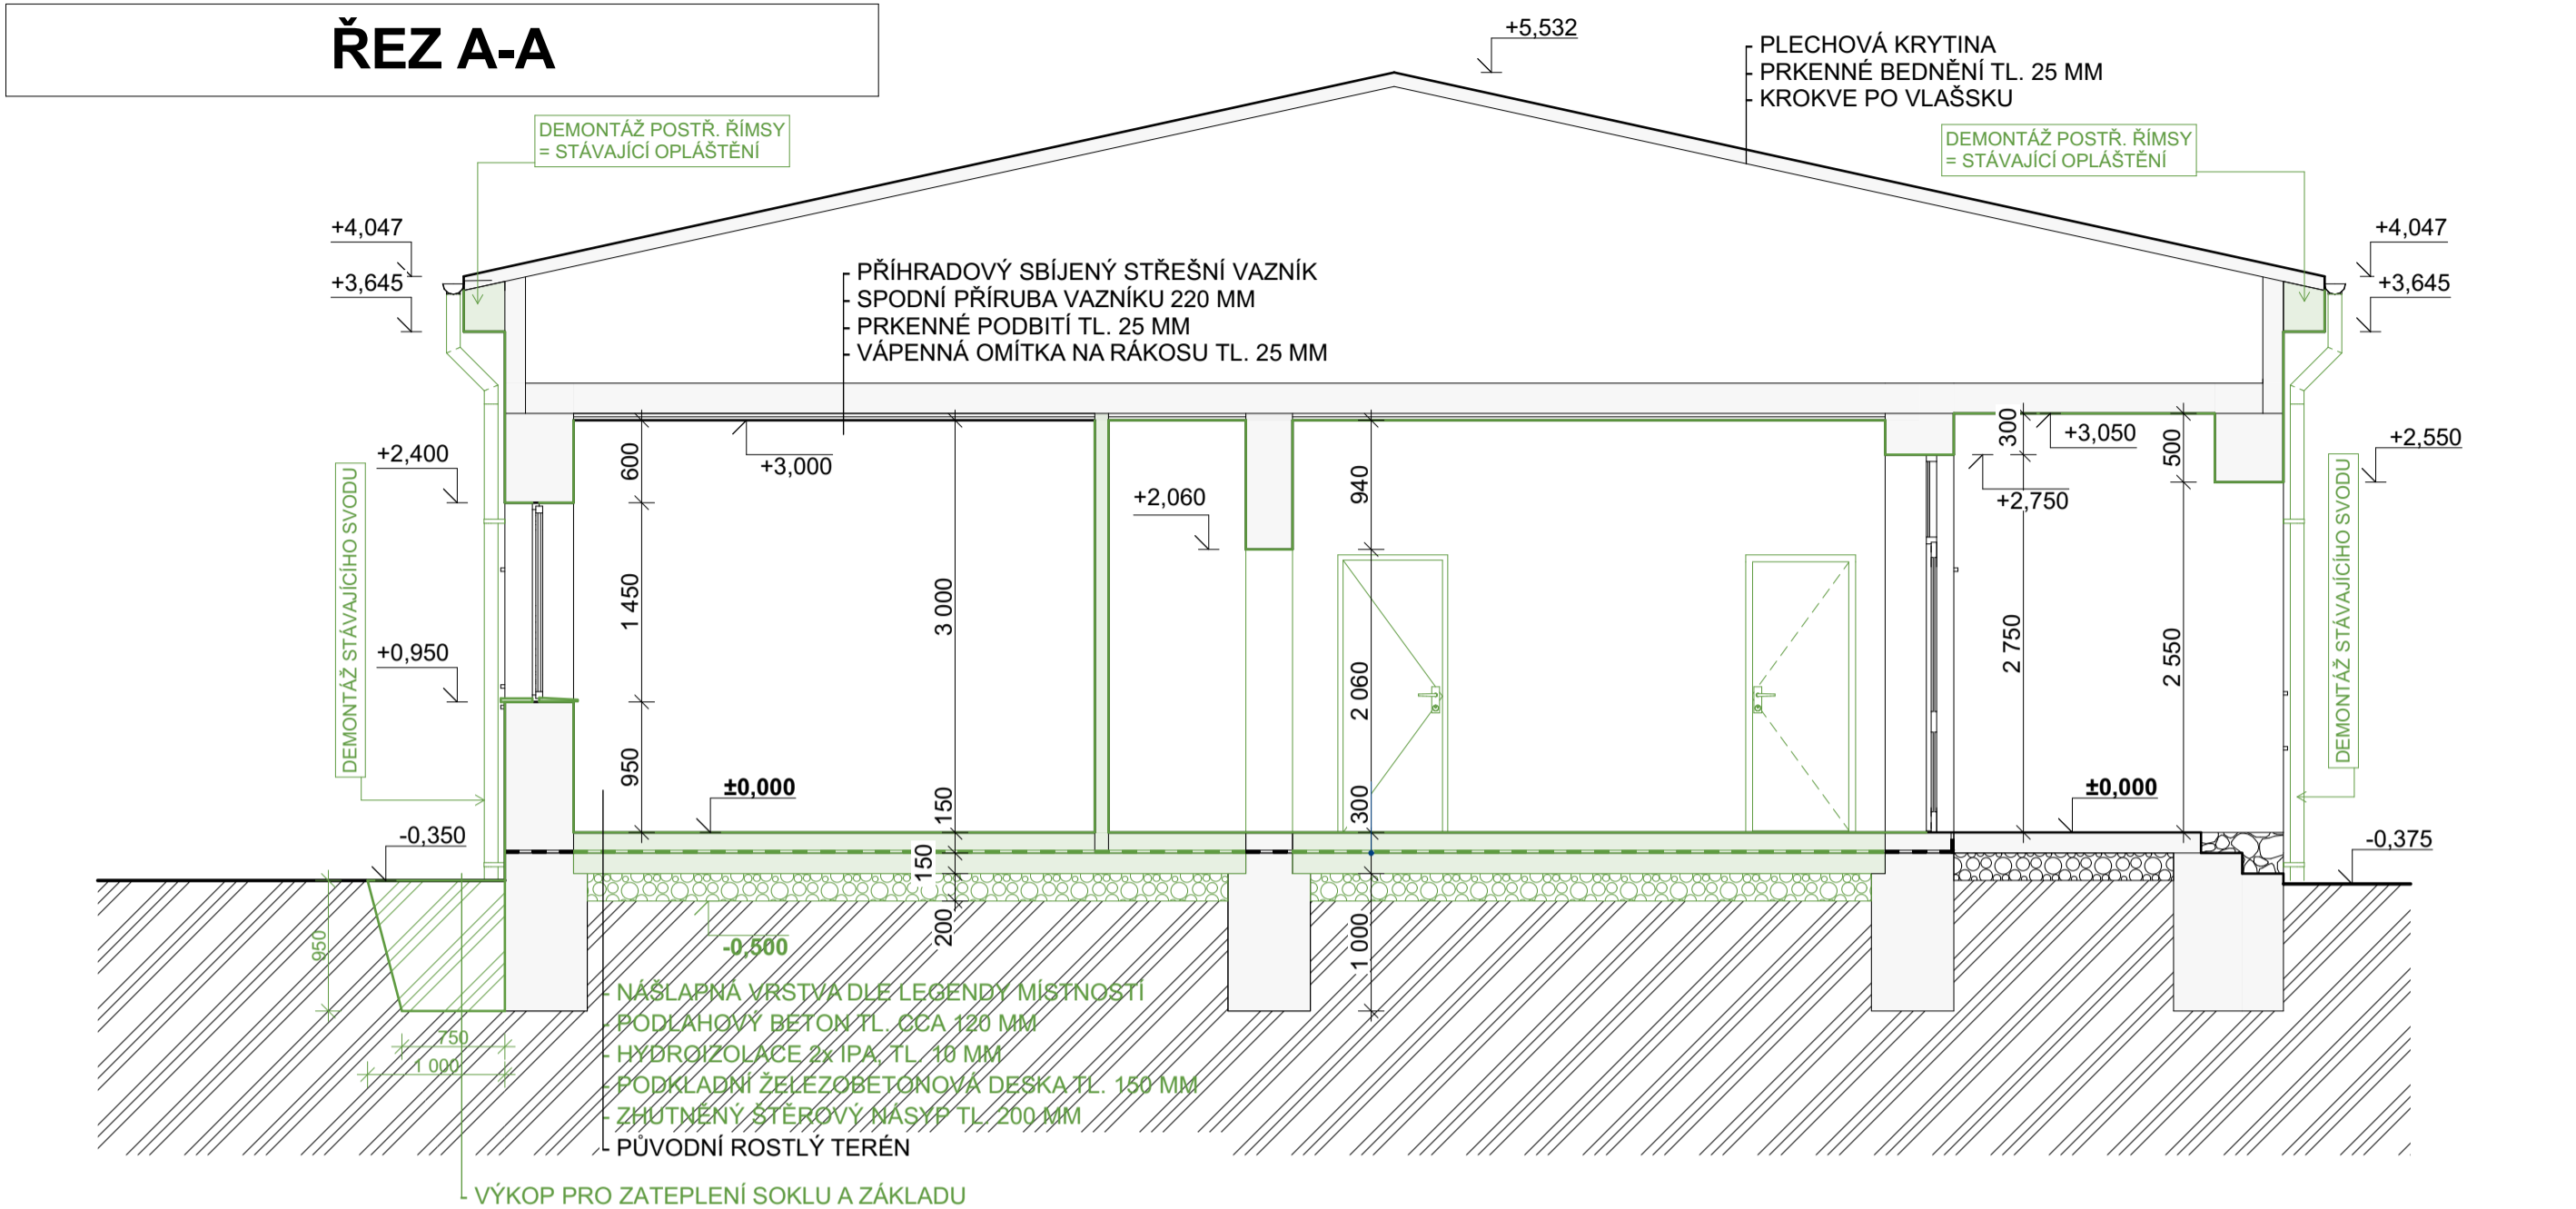 ŘEZ A-A
+5,532
PLECHOVÁ KRYTINA
PRKENNÉ BEDNĚNÍ TL. 25 MM
KROKVE PO VLAŠSKU
DEMONTÁŽ POSTŘ. ŘÍMSY
= STÁVAJÍCÍ OPLÁŠTĚNÍ
DEMONTÁŽ POSTŘ. ŘÍMSY
= STÁVAJÍCÍ OPLÁŠTĚNÍ
+4,047
+3,645
+4,047
+3,645
PŘÍHRADOVÝ SBÍJENÝ STŘEŠNÍ VAZNÍK
SPODNÍ PŘÍRUBA VAZNÍKU 220 MM
PRKENNÉ PODBITÍ TL. 25 MM
VÁPENNÁ OMÍTKA NA RÁKOSU TL. 25 MM
+2,400
+0,950
-0,350
DEMONTÁŽ STÁVAJÍCÍHO SVODU
600
1 450
950
+3,000
±0,000
3 000
150
150
200
+2,060
940
2 060
300
1 000
300
2 750
+3,050
+2,750
500
2 550
±0,000
+2,550
DEMONTÁŽ STÁVAJÍCÍHO SVODU
-0,375
950
750
1 000
-0,500
NÁŠLAPNÁ VRSTVA DLE LEGENDY MÍSTNOSTÍ
PODLAHOVÝ BETON TL. CCA 120 MM
HYDROIZOLACE 2x IPA, TL. 10 MM
PODKLADNÍ ŽELEZOBETONOVÁ DESKA TL. 150 MM
ZHUTNĚNÝ ŠTĚROVÝ NÁSYP TL. 200 MM
PŮVODNÍ ROSTLÝ TERÉN
VÝKOP PRO ZATEPLENÍ SOKLU A ZÁKLADU